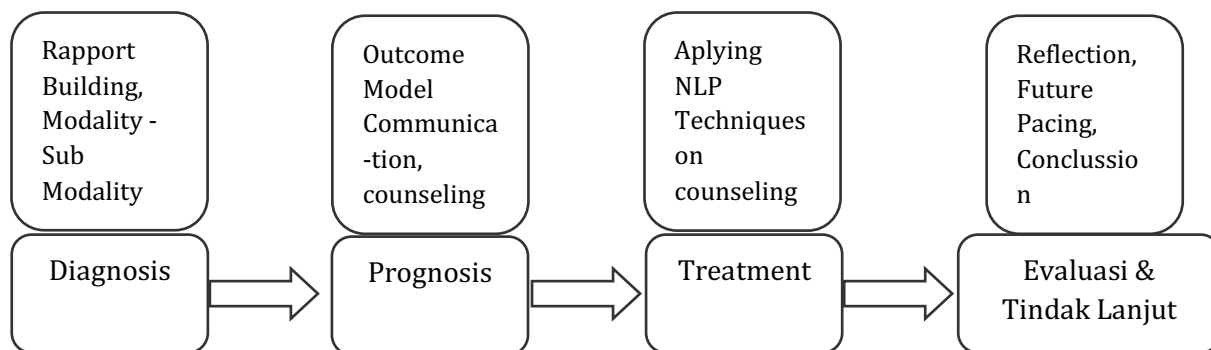 Rapport
Building,
Modality -
Sub
Modality
Outcome
Model
Communica
-tion,
counseling
Aplying
NLP
Techniques
on
counseling
Reflection,
Future
Pacing,
Conclussio
n
Diagnosis
Prognosis
Treatment
Evaluasi &
Tindak Lanjut